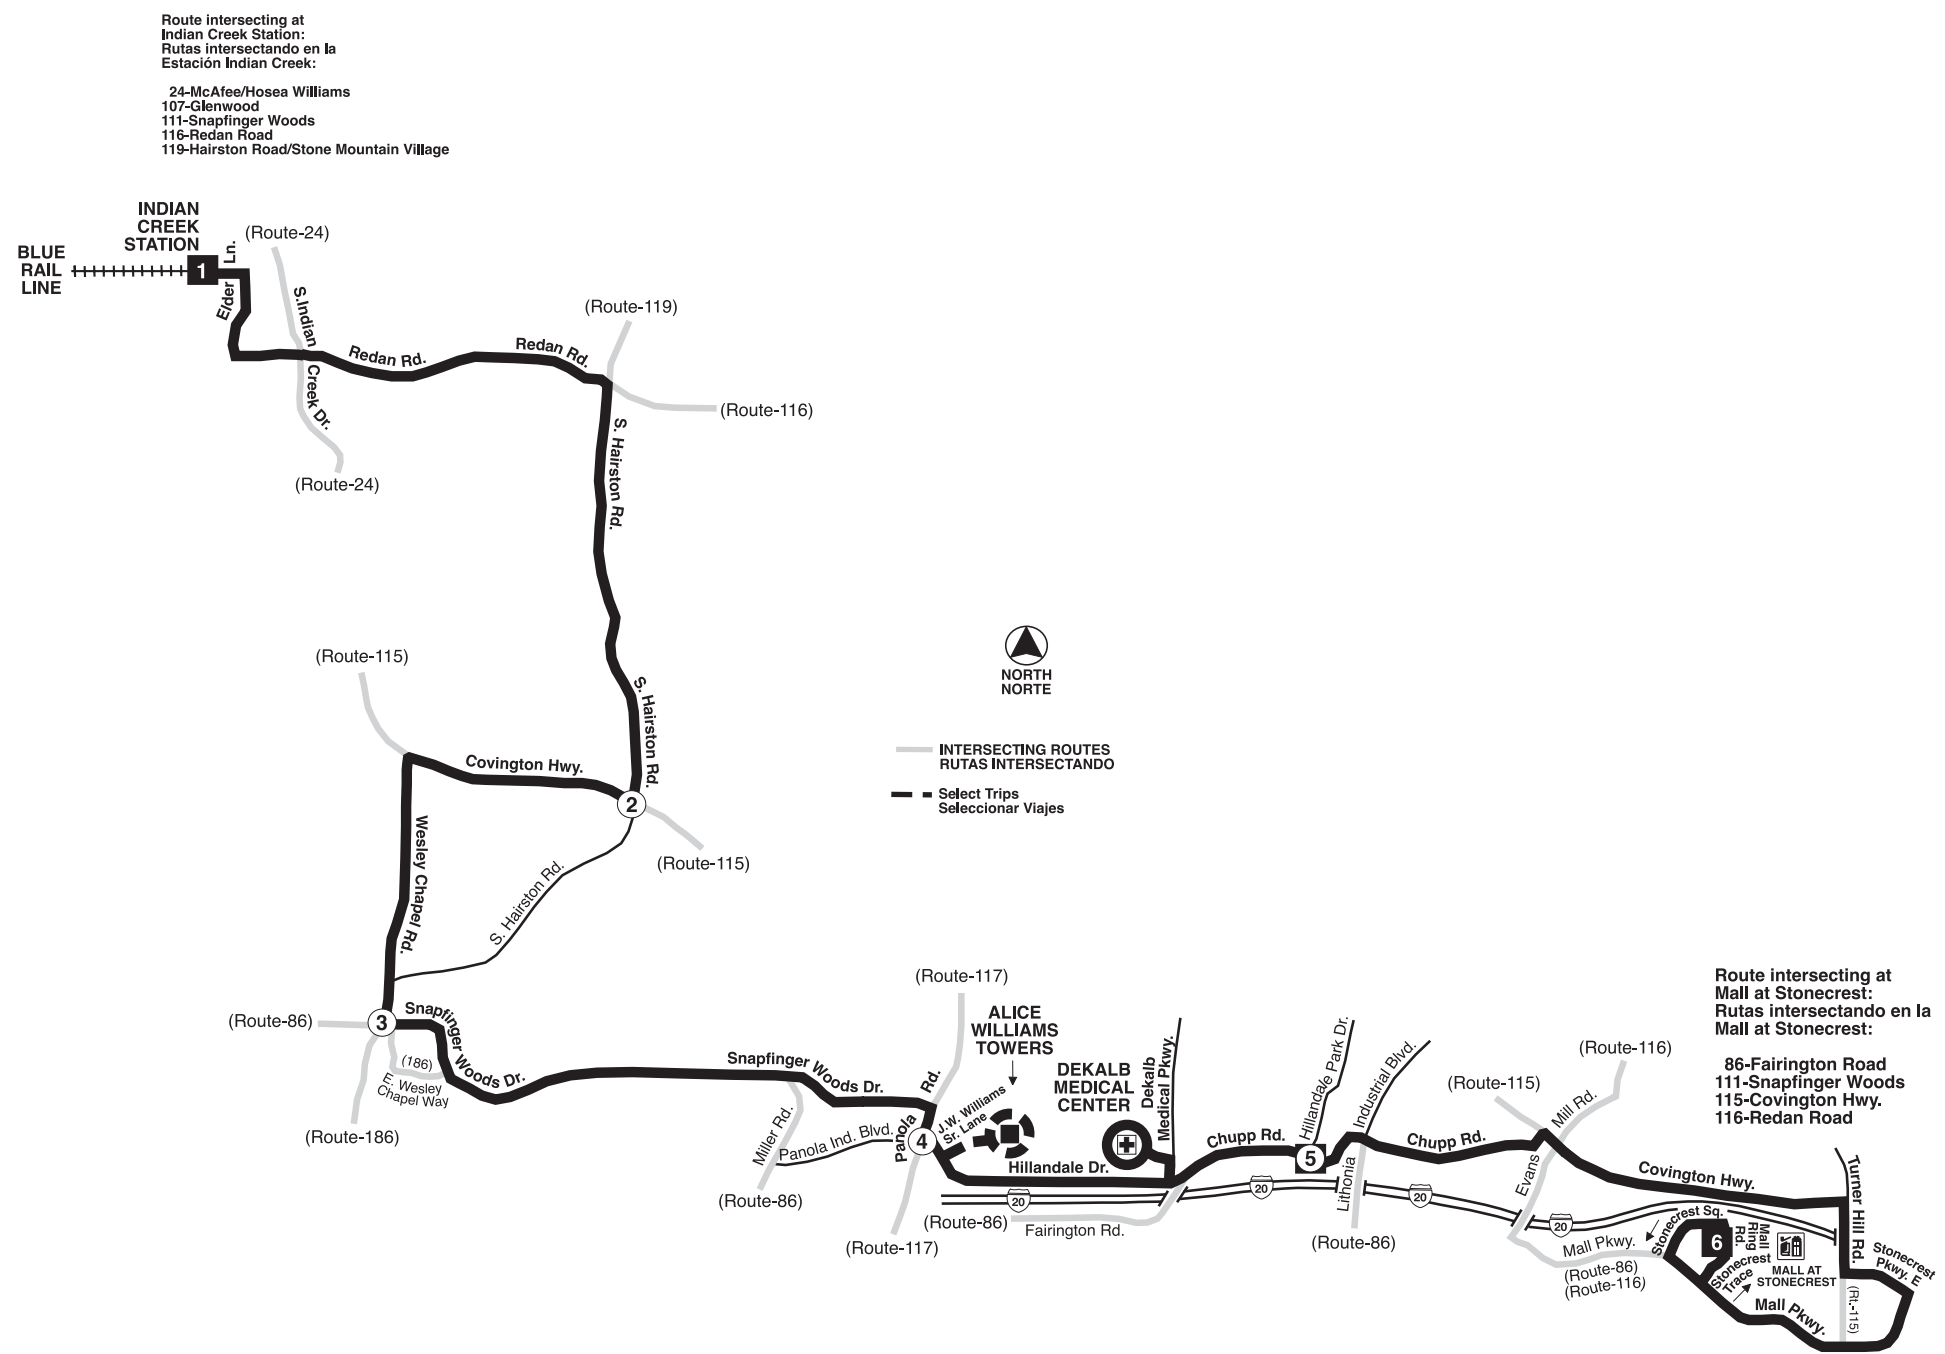 Route intersecting at
Indian Creek Station:
Rutas intersectando en la
Estación Indian Creek:
24-McAfee/Hosea Williams
107-Glenwood
111-Snapfinger Woods
116-Redan Road
119-Hairston Road/Stone Mountain Village
INDIAN
CREEK
STATION
BLUE
RAIL
LINE
1
Elder Ln.
(Route-24)
S.Indian Creek Dr.
(Route-24)
Redan Rd.
Redan Rd.
(Route-119)
(Route-116)
S. Hairston Rd.
S. Hairston Rd.
NORTH
NORTE
INTERSECTING ROUTES
RUTAS INTERSECTANDO
Select Trips
Seleccionar Viajes
(Route-115)
Covington Hwy.
2
(Route-115)
Wesley Chapel Rd.
S. Hairston Rd.
(Route-86)
3
Snapfinger Woods Dr.
(186)
E. Wesley
Chapel Way
(Route-186)
Snapfinger Woods Dr.
Miller Rd.
Panola Ind. Blvd.
(Route-86)
(Route-117)
Panola Rd.
4
(Route-117)
ALICE
WILLIAMS
TOWERS
J.W. Williams
Sr. Lane
DEKALB
MEDICAL
CENTER
Dekalb
Medical Pkwy.
Hillandale Dr.
20
(Route-86)
Fairington Rd.
Chupp Rd.
Hillandale Park Dr.
5
20
Lithonia Industrial Blvd.
(Route-86)
Chupp Rd.
20
(Route-115)
(Route-116)
Evans Mill Rd.
20
Covington Hwy.
Mall Pkwy.
(Route-86)
(Route-116)
Route intersecting at
Mall at Stonecrest:
Rutas intersectando en la
Mall at Stonecrest:
86-Fairington Road
111-Snapfinger Woods
115-Covington Hwy.
116-Redan Road
Turner Hill Rd.
Stonecrest Sq.
6
Mall
Ring
Rd.
Stonecrest
Trace
MALL AT
STONECREST
Stonecrest
Pkwy. E
Mall Pkwy.
(Rt.-115)